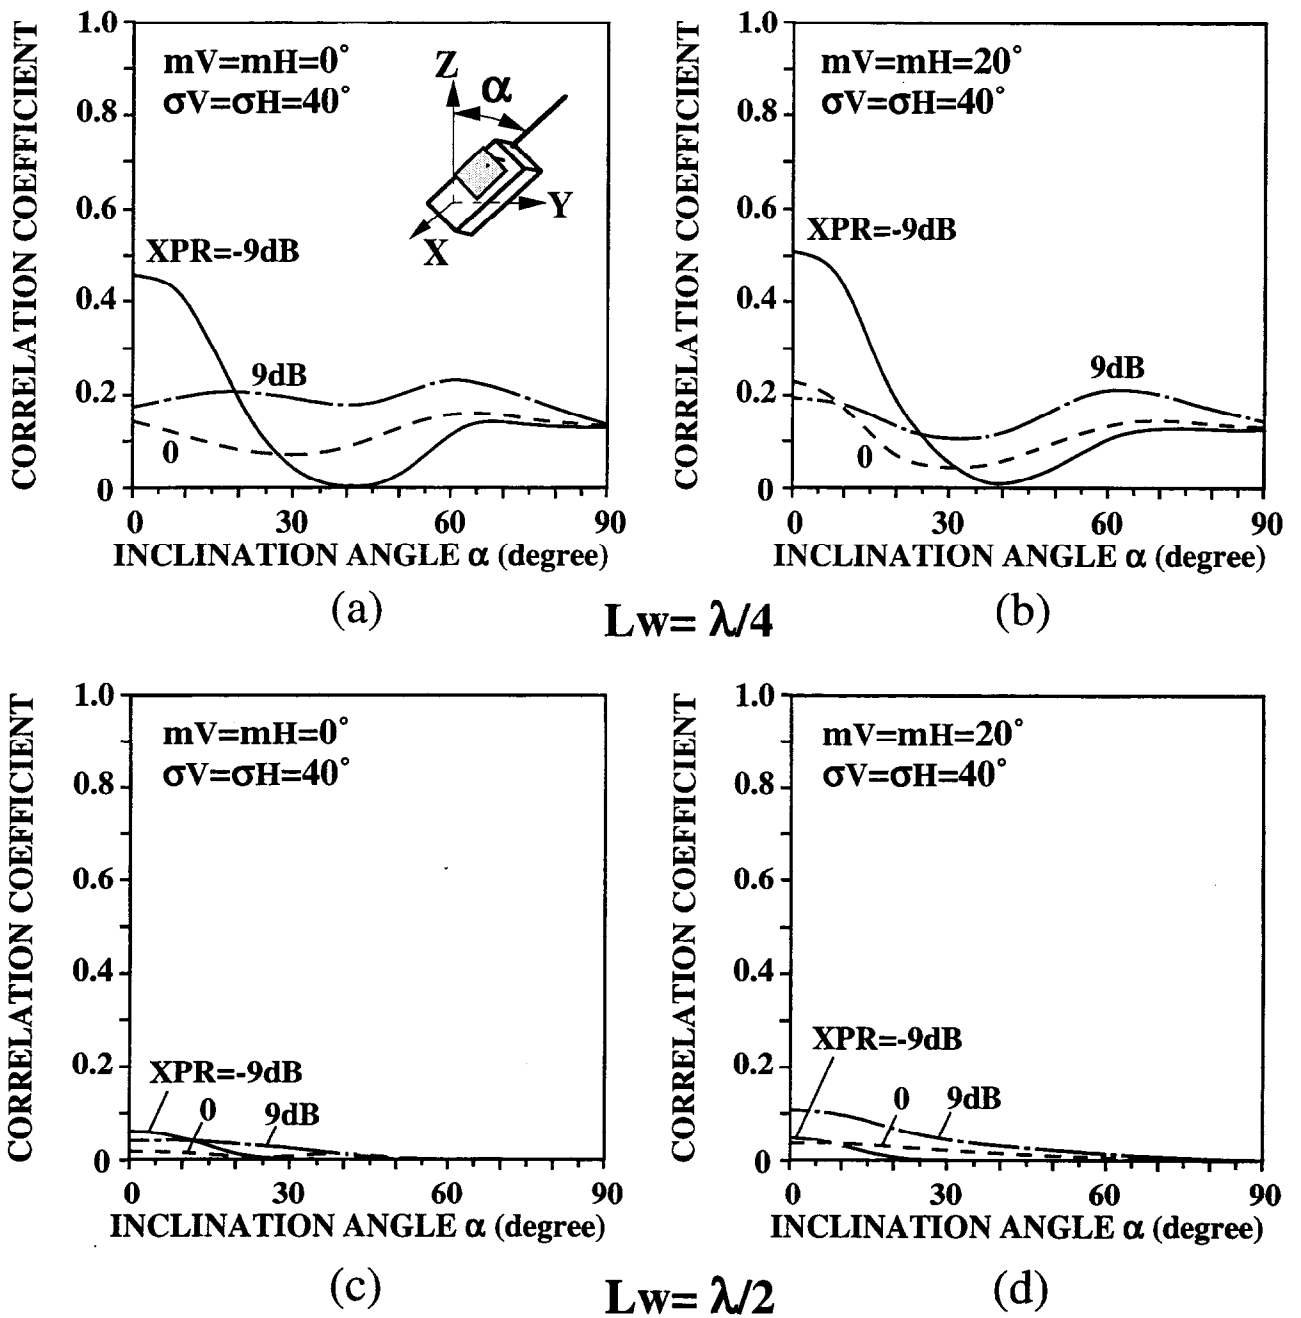 CORRELATION COEFFICIENT
1.0
0.8
0.6
0.4
0.2
0
mV=mH=0°
σV=σH=40°
Z
α
Y
X
XPR=-9dB
9dB
0
0 30 60 90
INCLINATION ANGLE α (degree)
(a)
CORRELATION COEFFICIENT
1.0
0.8
0.6
0.4
0.2
0
mV=mH=20°
σV=σH=40°
XPR=-9dB
9dB
0
0 30 60 90
INCLINATION ANGLE α (degree)
(b)
Lw= λ/4
CORRELATION COEFFICIENT
1.0
0.8
0.6
0.4
0.2
0
mV=mH=0°
σV=σH=40°
XPR=-9dB
0
9dB
0 30 60 90
INCLINATION ANGLE α (degree)
(c)
CORRELATION COEFFICIENT
1.0
0.8
0.6
0.4
0.2
0
mV=mH=20°
σV=σH=40°
XPR=-9dB
0
9dB
0 30 60 90
INCLINATION ANGLE α (degree)
(d)
Lw= λ/2